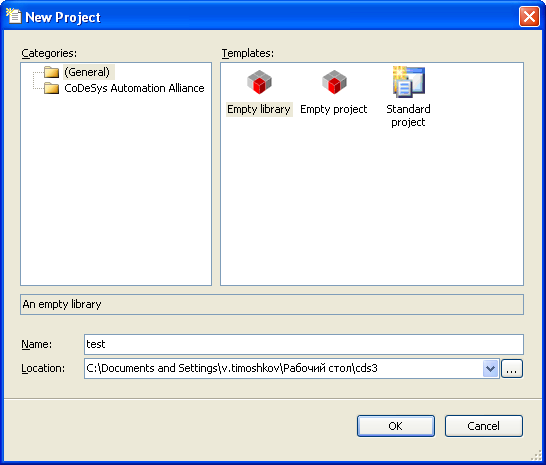 New Project
Categories:
Templates:
(General)
CoDeSys Automation Alliance
Empty library
Empty project
Standard
project
An empty library
Name:
test
Location:
C:\Documents and Settings\v.timoshkov\Рабочий стол\cds3
...
OK
Cancel